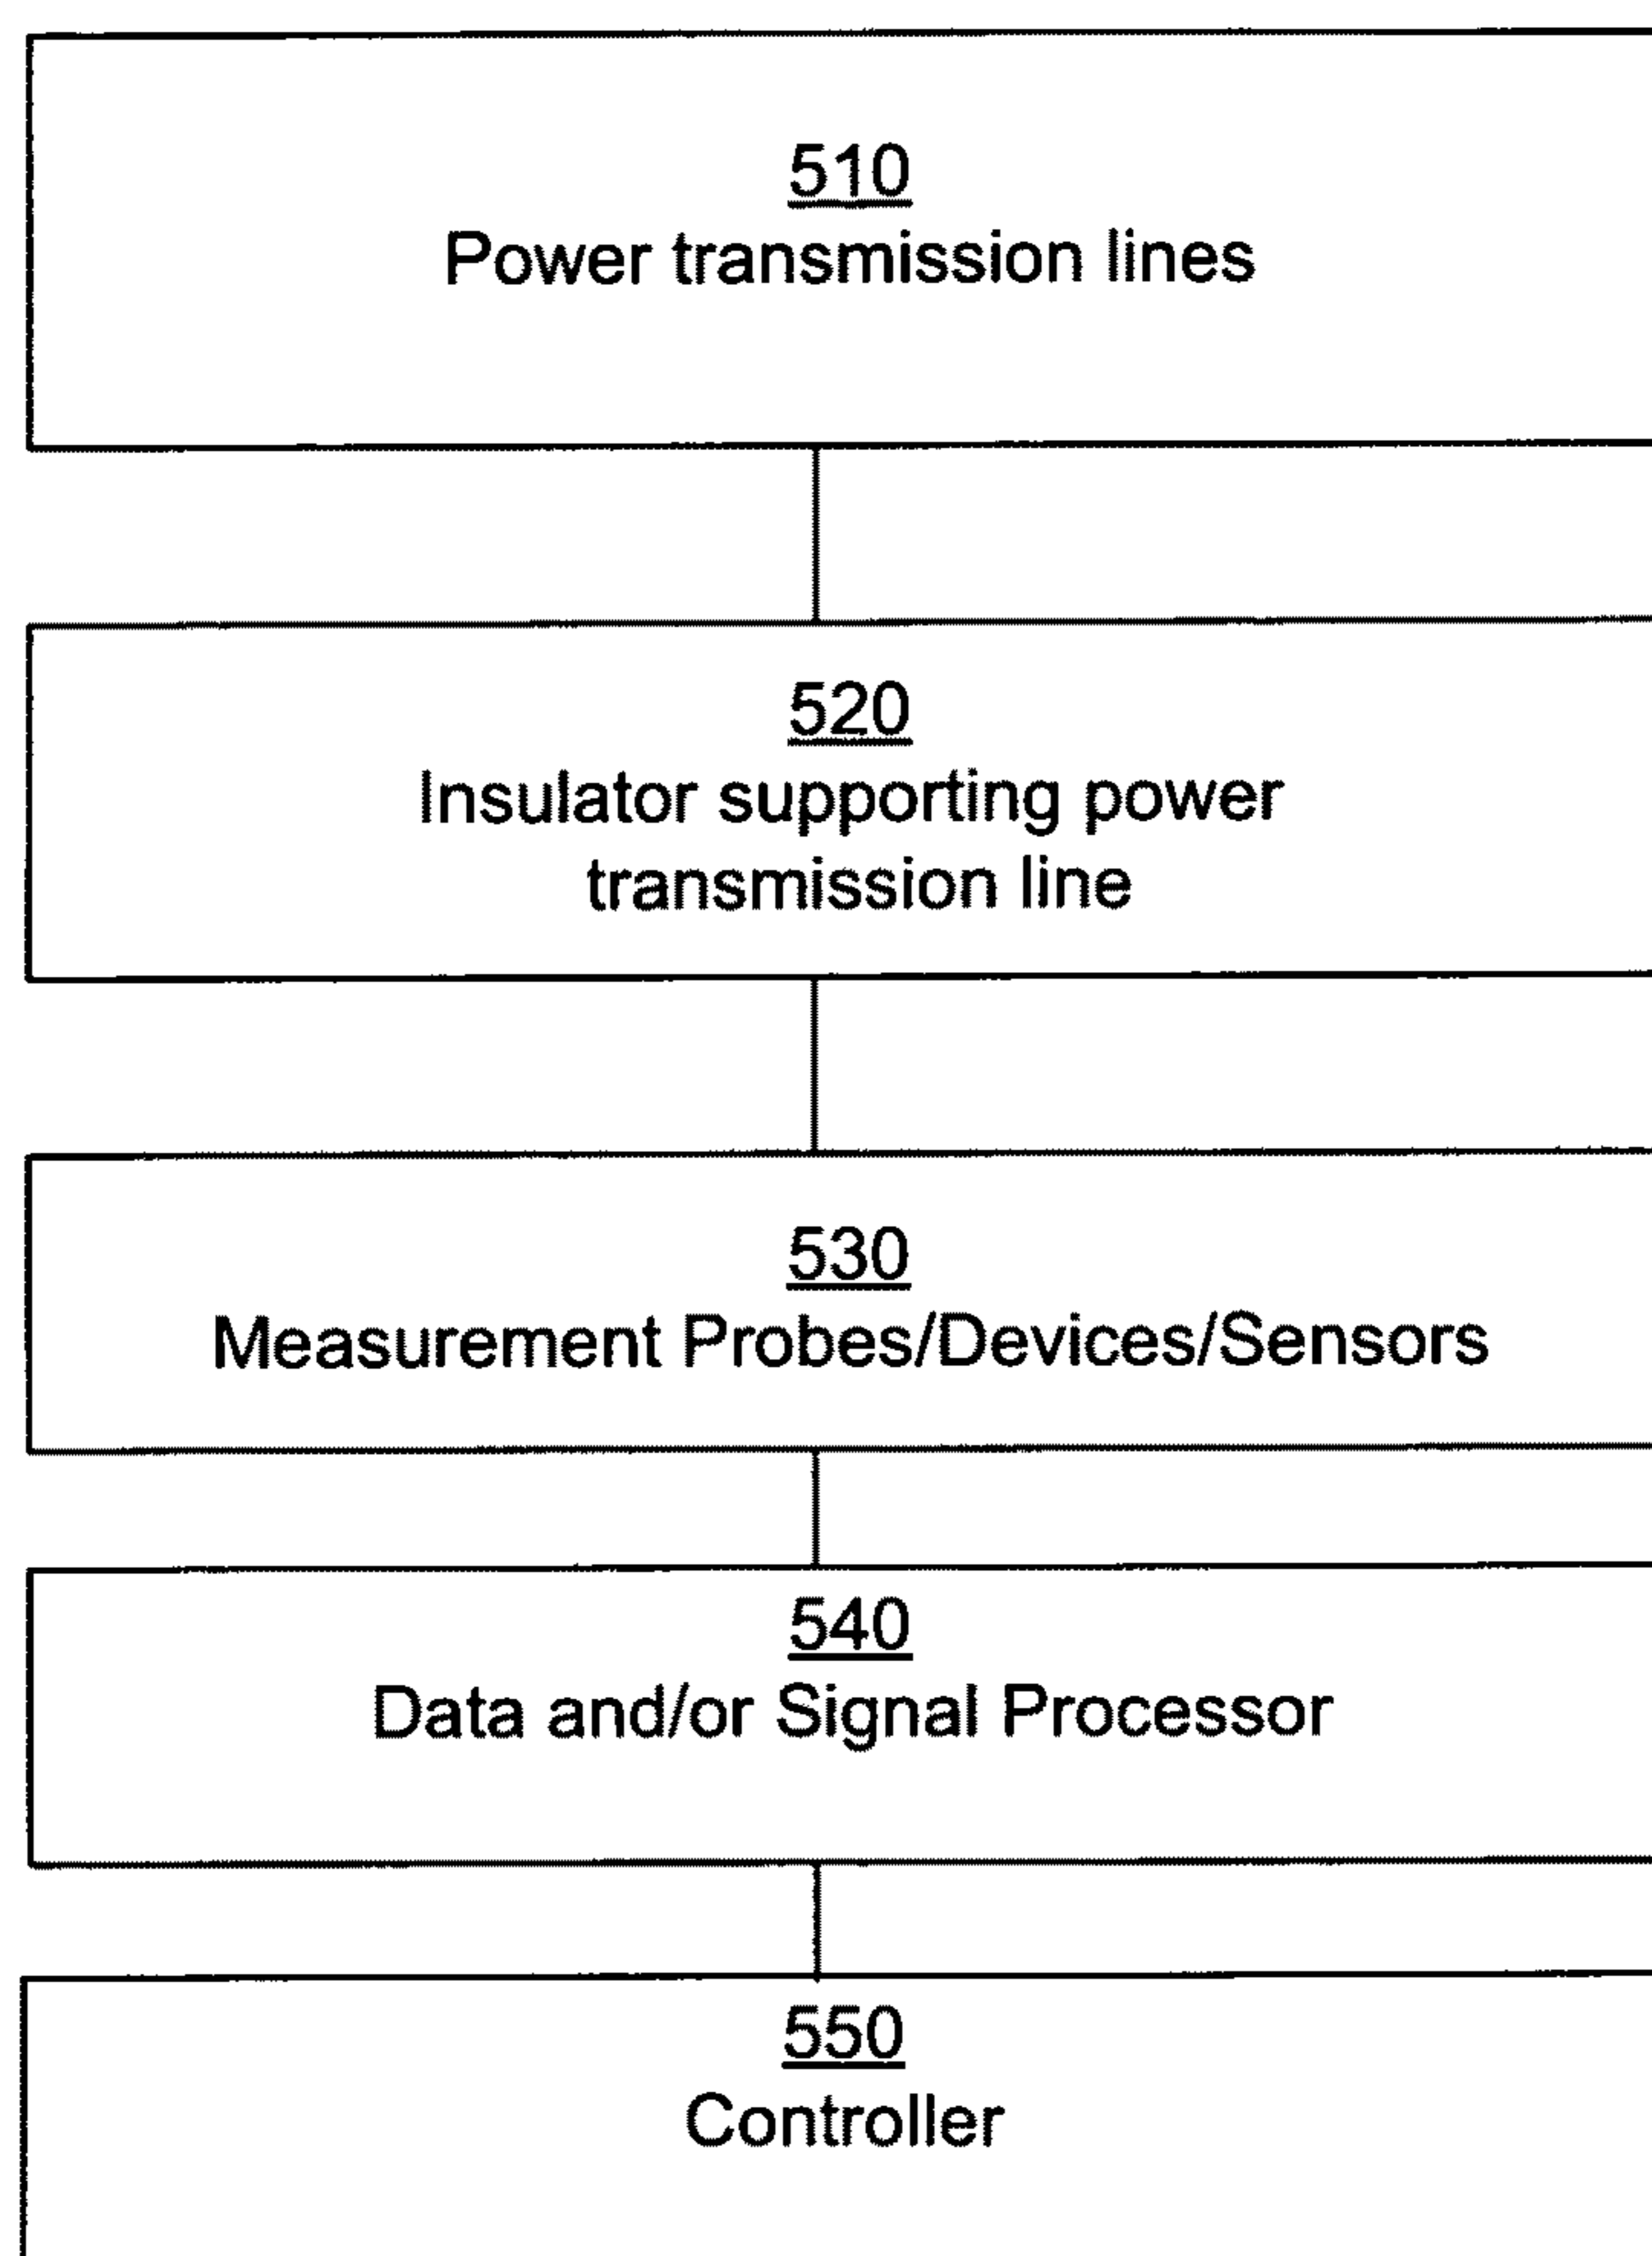 510
Power transmission lines
520
Insulator supporting power
transmission line
530
Measurement Probes/Devices/Sensors
540
Data and/or Signal Processor
550
Controller